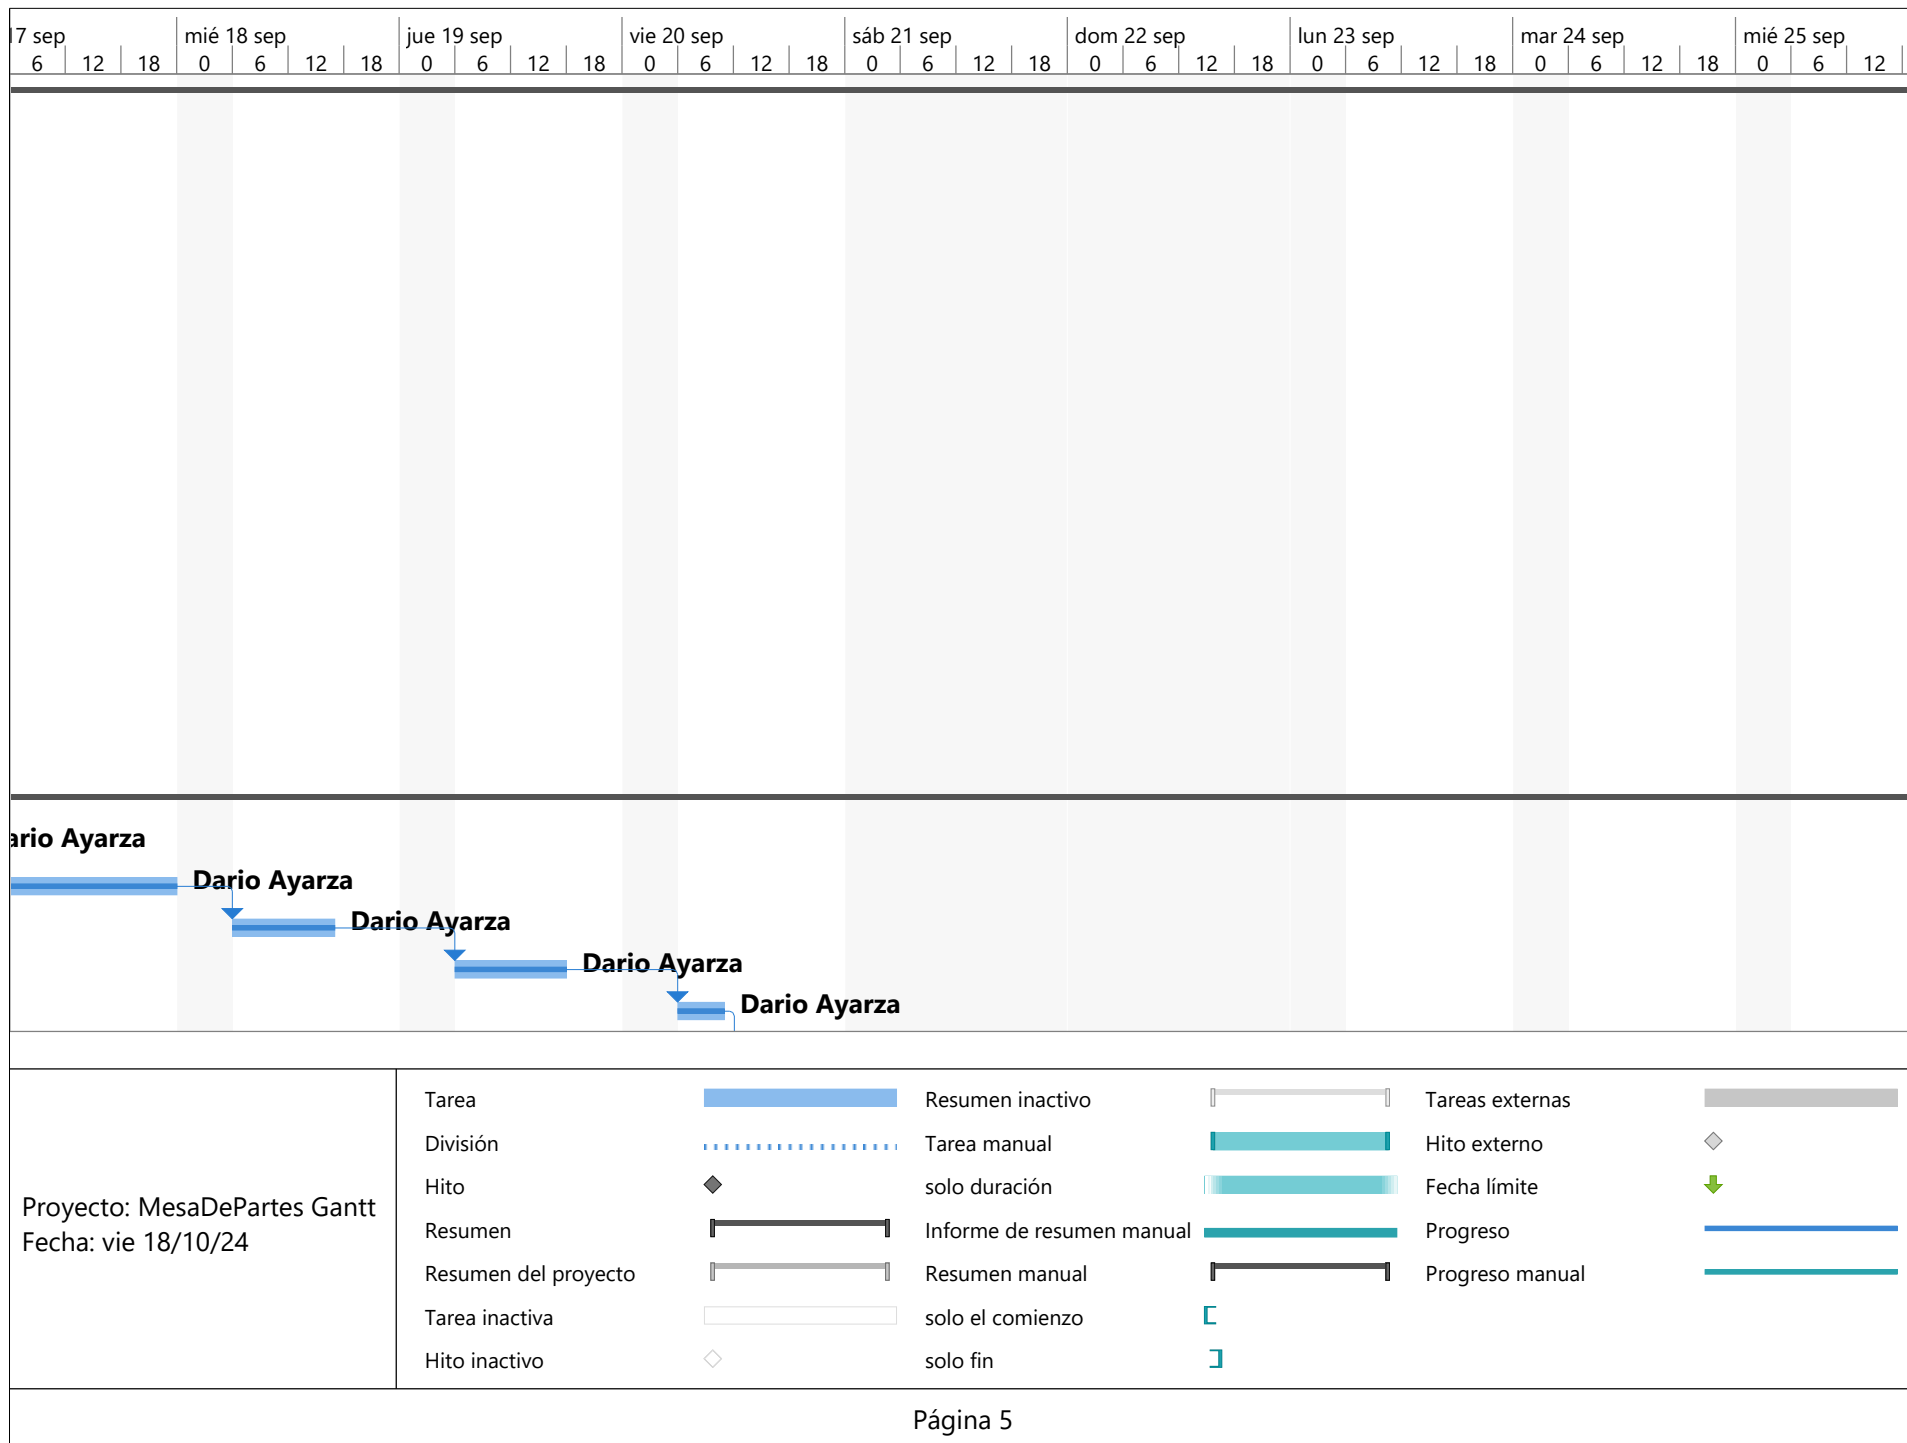 17 sep mié 18 sep jue 19 sep vie 20 sep sáb 21 sep dom 22 sep lun 23 sep mar 24 sep mié 25 sep
6 12 18 0 6 12 18 0 6 12 18 0 6 12 18 0 6 12 18 0 6 12 18 0 6 12 18 0 6 12 18 0 6 12
ario Ayarza
Dario Ayarza
Dario Ayarza
Dario Ayarza
Dario Ayarza
Proyecto: MesaDePartes Gantt
Fecha: vie 18/10/24
Tarea
División
Hito
Resumen
Resumen del proyecto
Tarea inactiva
Hito inactivo
Resumen inactivo
Tarea manual
solo duración
Informe de resumen manual
Resumen manual
solo el comienzo
solo fin
Tareas externas
Hito externo
Fecha límite
Progreso
Progreso manual
Página 5